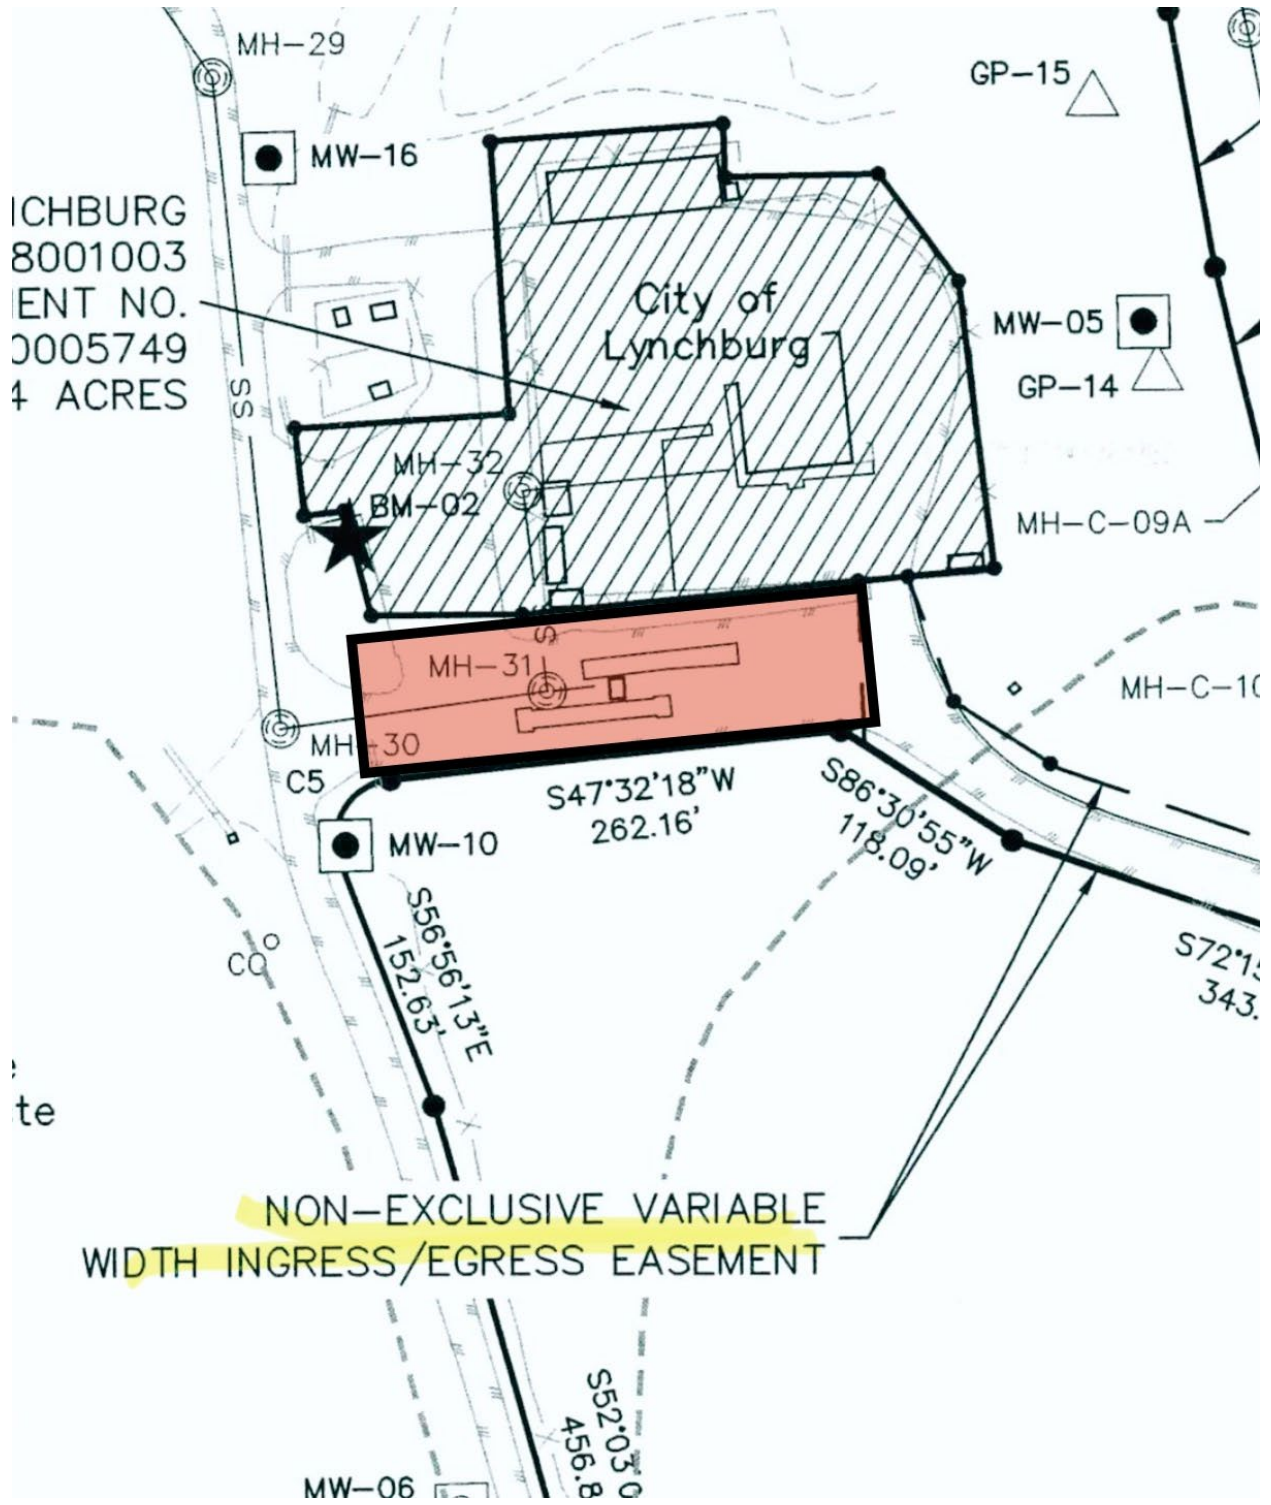 MH-29
GP-15
MW-16
CHBURG
8001003
ENT NO.
0005749
4 ACRES
City of
Lynchburg
MW-05
GP-14
SS
MH-32
BM-02
MH-C-09A
S
MH-31
MH-30
MH-C-10
C5
S47°32'18"W
262.16'
S86°30'55"W
118.09'
MW-10
S56°56'13"E
152.63'
CO
S72°15
343.
te
NON-EXCLUSIVE VARIABLE
WIDTH INGRESS/EGRESS EASEMENT
S52°03'0
456.8
MW-06